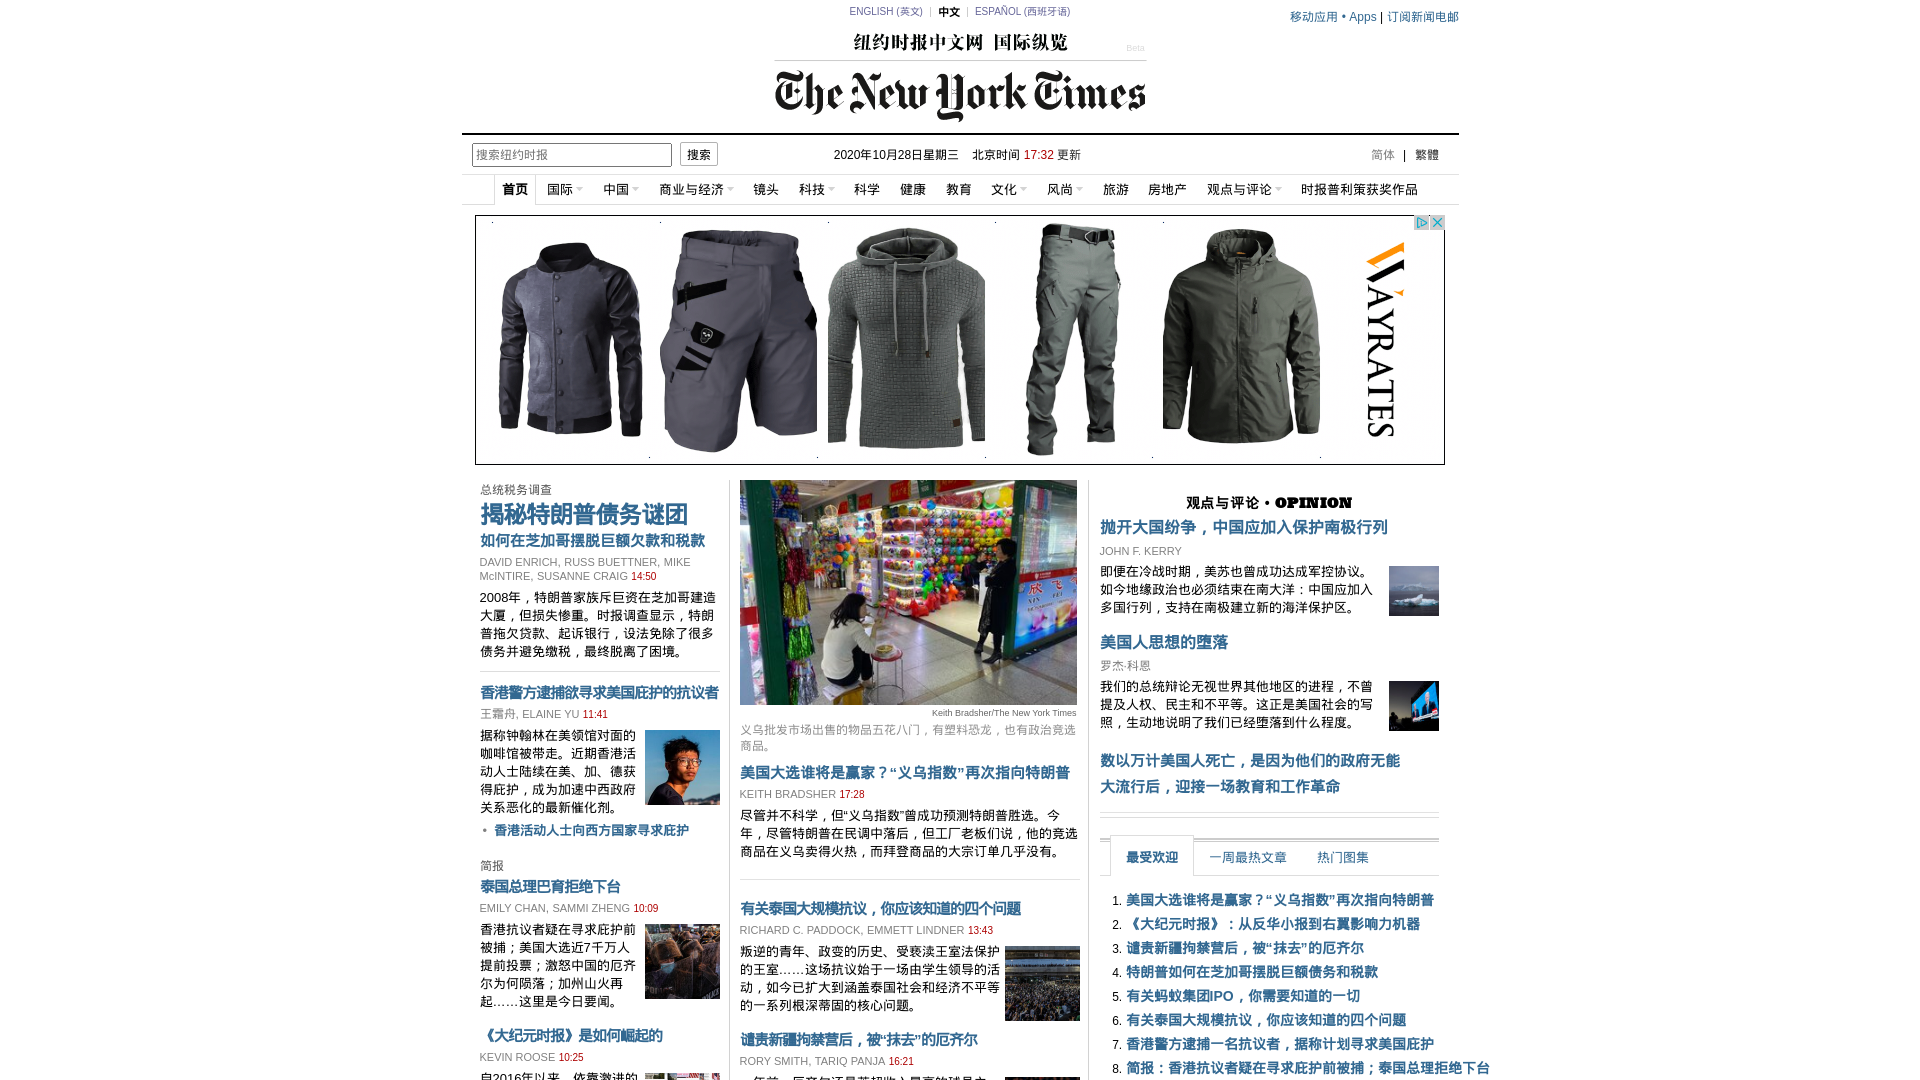 ENGLISH (英文) | 中文 | ESPAÑOL (西班牙语)
移动应用 • Apps | 订阅新闻电邮
纽约时报中文网 国际纵览
Beta
The New York Times
搜索纽约时报 搜索
2020年10月28日星期三 北京时间 17:32 更新
简体 | 繁體
首页 国际 中国 商业与经济 镜头 科技 科学 健康 教育 文化 风尚 旅游 房地产 观点与评论 时报普利策获奖作品
WAYRATES
总统税务调查
揭秘特朗普债务谜团
如何在芝加哥摆脱巨额欠款和税款
DAVID ENRICH, RUSS BUETTNER, MIKE
McINTIRE, SUSANNE CRAIG 14:50
2008年，特朗普家族斥巨资在芝加哥建造
大厦，但损失惨重。时报调查显示，特朗
普拖欠贷款、起诉银行，设法免除了很多
债务并避免缴税，最终脱离了困境。
香港警方逮捕欲寻求美国庇护的抗议者
王霜舟, ELAINE YU 11:41
据称钟翰林在美领馆对面的
咖啡馆被带走。近期香港活
动人士陆续在美、加、德获
得庇护，成为加速中西政府
关系恶化的最新催化剂。
• 香港活动人士向西方国家寻求庇护
简报
泰国总理巴育拒绝下台
EMILY CHAN, SAMMI ZHENG 10:09
香港抗议者疑在寻求庇护前
被捕；美国大选近7千万人
提前投票；激怒中国的厄齐
尔为何陨落；加州山火再
起……这里是今日要闻。
《大纪元时报》是如何崛起的
KEVIN ROOSE 10:25
自2016年以来，依靠激进的
欣 飞
Keith Bradsher/The New York Times
义乌批发市场出售的物品五花八门，有塑料恐龙，也有政治竞选
商品。
美国大选谁将是赢家？“义乌指数”再次指向特朗普
KEITH BRADSHER 17:28
尽管并不科学，但“义乌指数”曾成功预测特朗普胜选。今
年，尽管特朗普在民调中落后，但工厂老板们说，他的竞选
商品在义乌卖得火热，而拜登商品的大宗订单几乎没有。
有关泰国大规模抗议，你应该知道的四个问题
RICHARD C. PADDOCK, EMMETT LINDNER 13:43
叛逆的青年、政变的历史、受亵渎王室法保护
的王室……这场抗议始于一场由学生领导的活
动，如今已扩大到涵盖泰国社会和经济不平等
的一系列根深蒂固的核心问题。
谴责新疆拘禁营后，被“抹去”的厄齐尔
RORY SMITH, TARIQ PANJA 16:21
观点与评论 • OPINION
抛开大国纷争，中国应加入保护南极行列
JOHN F. KERRY
即便在冷战时期，美苏也曾成功达成军控协议。
如今地缘政治也必须结束在南大洋：中国应加入
多国行列，支持在南极建立新的海洋保护区。
美国人思想的堕落
罗杰·科恩
我们的总统辩论无视世界其他地区的进程，不曾
提及人权、民主和不平等。这正是美国社会的写
照，生动地说明了我们已经堕落到什么程度。
数以万计美国人死亡，是因为他们的政府无能
大流行后，迎接一场教育和工作革命
最受欢迎 一周最热文章 热门图集
1. 美国大选谁将是赢家？“义乌指数”再次指向特朗普
2. 《大纪元时报》：从反华小报到右翼影响力机器
3. 谴责新疆拘禁营后，被“抹去”的厄齐尔
4. 特朗普如何在芝加哥摆脱巨额债务和税款
5. 有关蚂蚁集团IPO，你需要知道的一切
6. 有关泰国大规模抗议，你应该知道的四个问题
7. 香港警方逮捕一名抗议者，据称计划寻求美国庇护
8. 简报：香港抗议者疑在寻求庇护前被捕；泰国总理拒绝下台